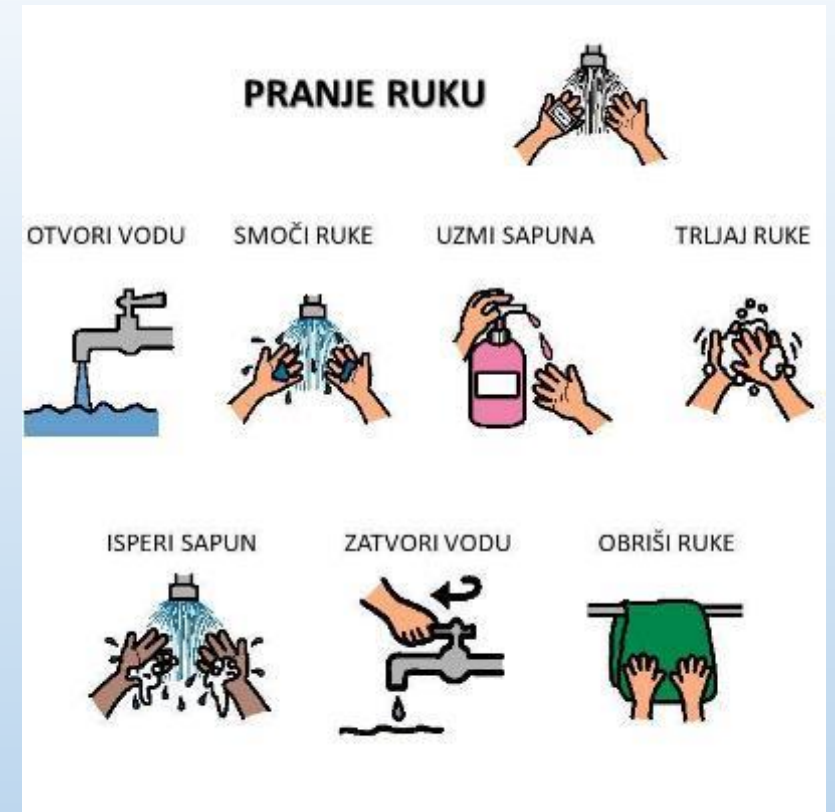 PRANJE RUKU
OTVORI VODU SMOČI RUKE UZMI SAPUNA TRLJAJ RUKE
ISPERI SAPUN ZATVORI VODU OBRIŠI RUKE